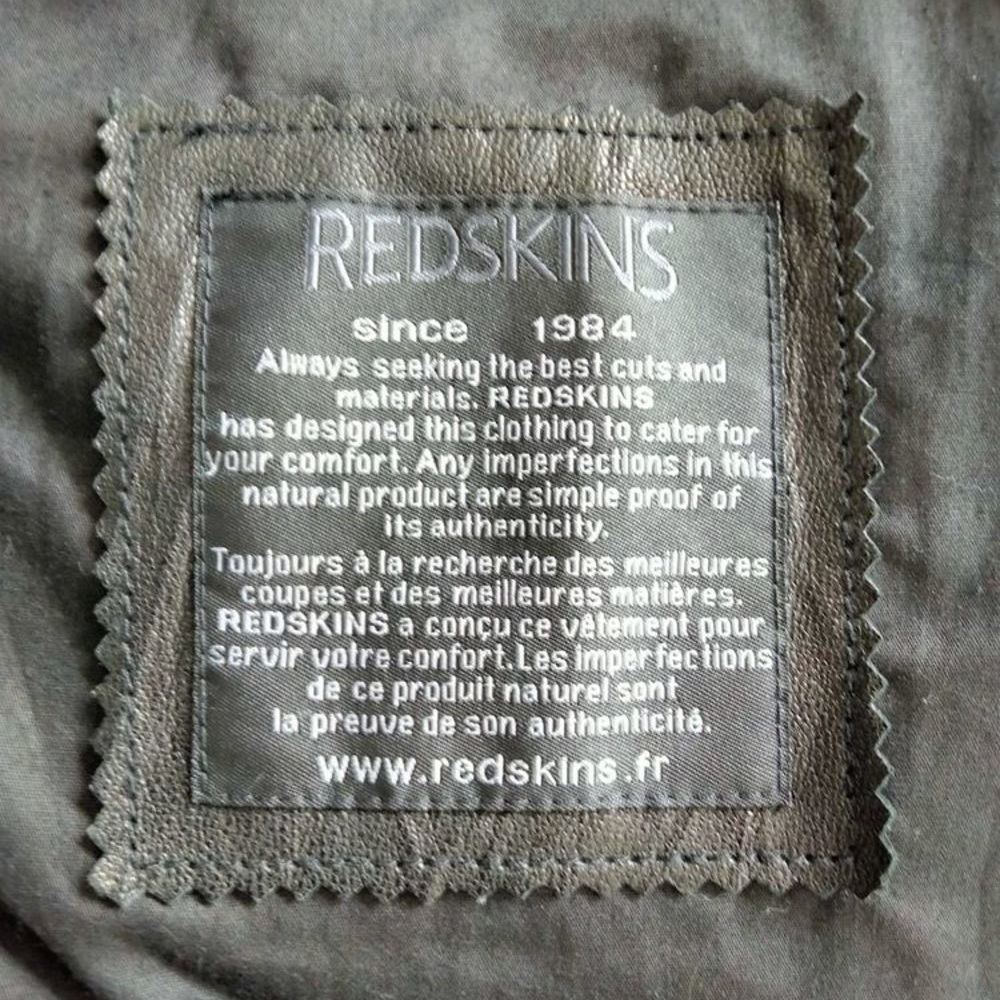 REDSKINS
since 1984
Always seeking the best cuts and
materials. REDSKINS
has designed this clothing to cater for
your comfort. Any imperfections in this
natural product are simple proof of
its authenticity.
Toujours à la recherche des meilleures
coupes et des meilleures matières.
REDSKINS a conçu ce vêtement pour
servir votre confort. Les imperfections
de ce produit naturel sont
la preuve de son authenticité.
www.redskins.fr